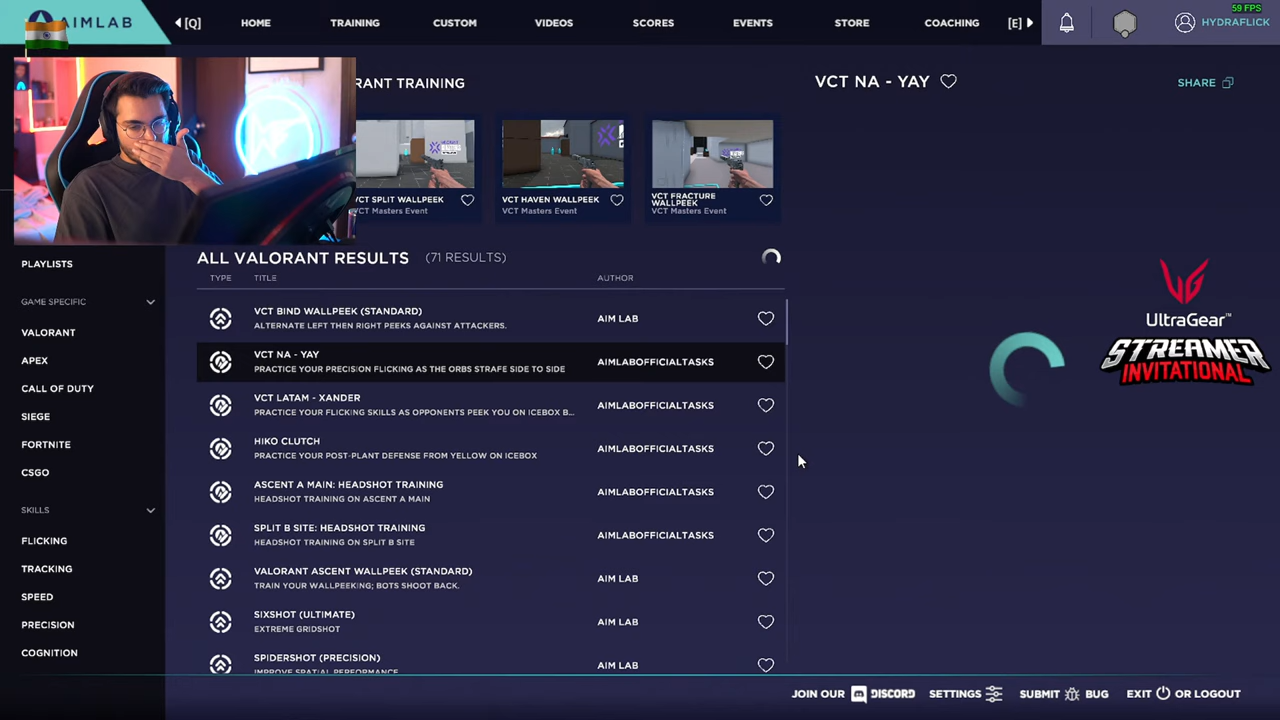 59 FPS
AIMLAB
[Q]
HOME
TRAINING
CUSTOM
VIDEOS
SCORES
EVENTS
STORE
COACHING
[E]
HYDRAFLICK
RANT TRAINING
VCT NA - YAY
SHARE
VCT SPLIT WALLPEEK
VCT Masters Event
VCT HAVEN WALLPEEK
VCT Masters Event
VCT FRACTURE
WALLPEEK
VCT Masters Event
PLAYLISTS
GAME SPECIFIC
VALORANT
APEX
CALL OF DUTY
SIEGE
FORTNITE
CSGO
SKILLS
FLICKING
TRACKING
SPEED
PRECISION
COGNITION
ALL VALORANT RESULTS (71 RESULTS)
TYPE TITLE AUTHOR
VCT BIND WALLPEEK (STANDARD)
ALTERNATE LEFT THEN RIGHT PEEKS AGAINST ATTACKERS.
AIM LAB
VCT NA - YAY
PRACTICE YOUR PRECISION FLICKING AS THE ORBS STRAFE SIDE TO SIDE
AIMLABOFFICIALTASKS
VCT LATAM - XANDER
PRACTICE YOUR FLICKING SKILLS AS OPPONENTS PEEK YOU ON ICEBOX B...
AIMLABOFFICIALTASKS
HIKO CLUTCH
PRACTICE YOUR POST-PLANT DEFENSE FROM YELLOW ON ICEBOX
AIMLABOFFICIALTASKS
ASCENT A MAIN: HEADSHOT TRAINING
HEADSHOT TRAINING ON ASCENT A MAIN
AIMLABOFFICIALTASKS
SPLIT B SITE: HEADSHOT TRAINING
HEADSHOT TRAINING ON SPLIT B SITE
AIMLABOFFICIALTASKS
VALORANT ASCENT WALLPEEK (STANDARD)
TRAIN YOUR WALLPEEKING; BOTS SHOOT BACK.
AIM LAB
SIXSHOT (ULTIMATE)
EXTREME GRIDSHOT
AIM LAB
SPIDERSHOT (PRECISION)
IMPROVE SPATIAL PERFORMANCE
AIM LAB
UltraGear™
STREAMER
INVITATIONAL
JOIN OUR DISCORD
SETTINGS
SUBMIT BUG
EXIT OR LOGOUT